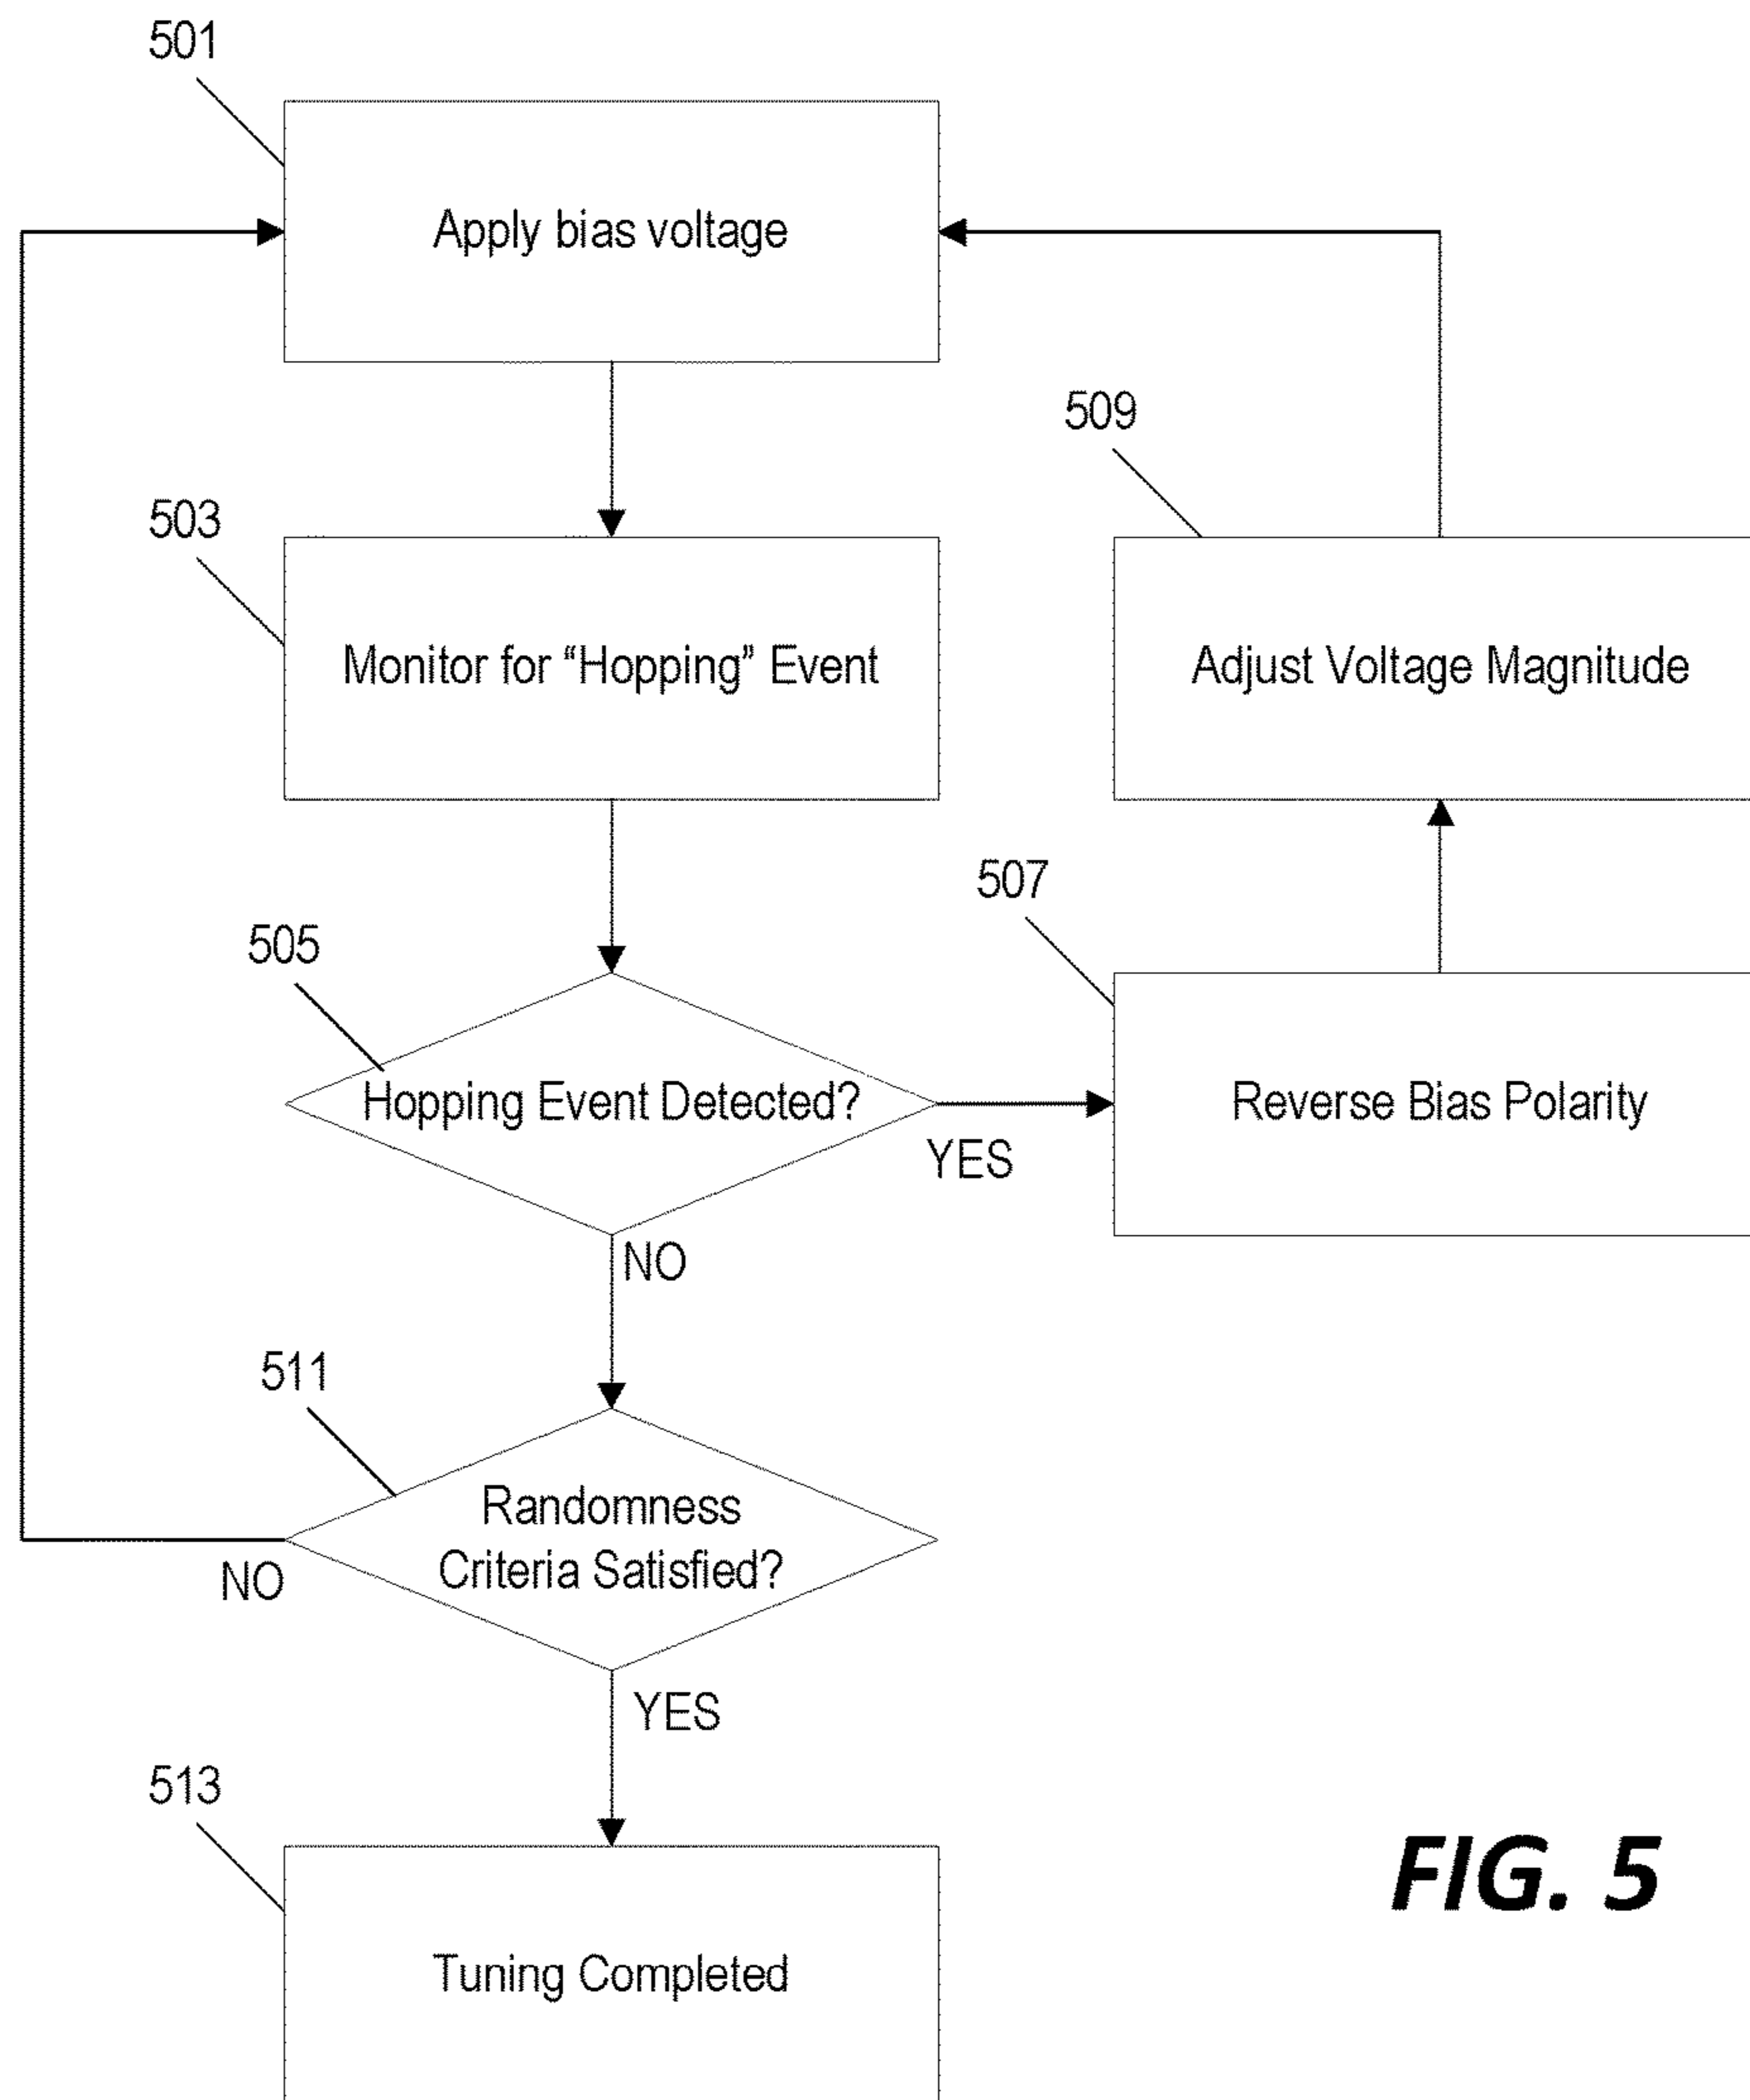 501
Apply bias voltage
509
503
Monitor for “Hopping” Event
Adjust Voltage Magnitude
507
505
Hopping Event Detected?
Reverse Bias Polarity
YES
NO
511
Randomness
Criteria Satisfied?
NO
YES
513
FIG. 5
Tuning Completed